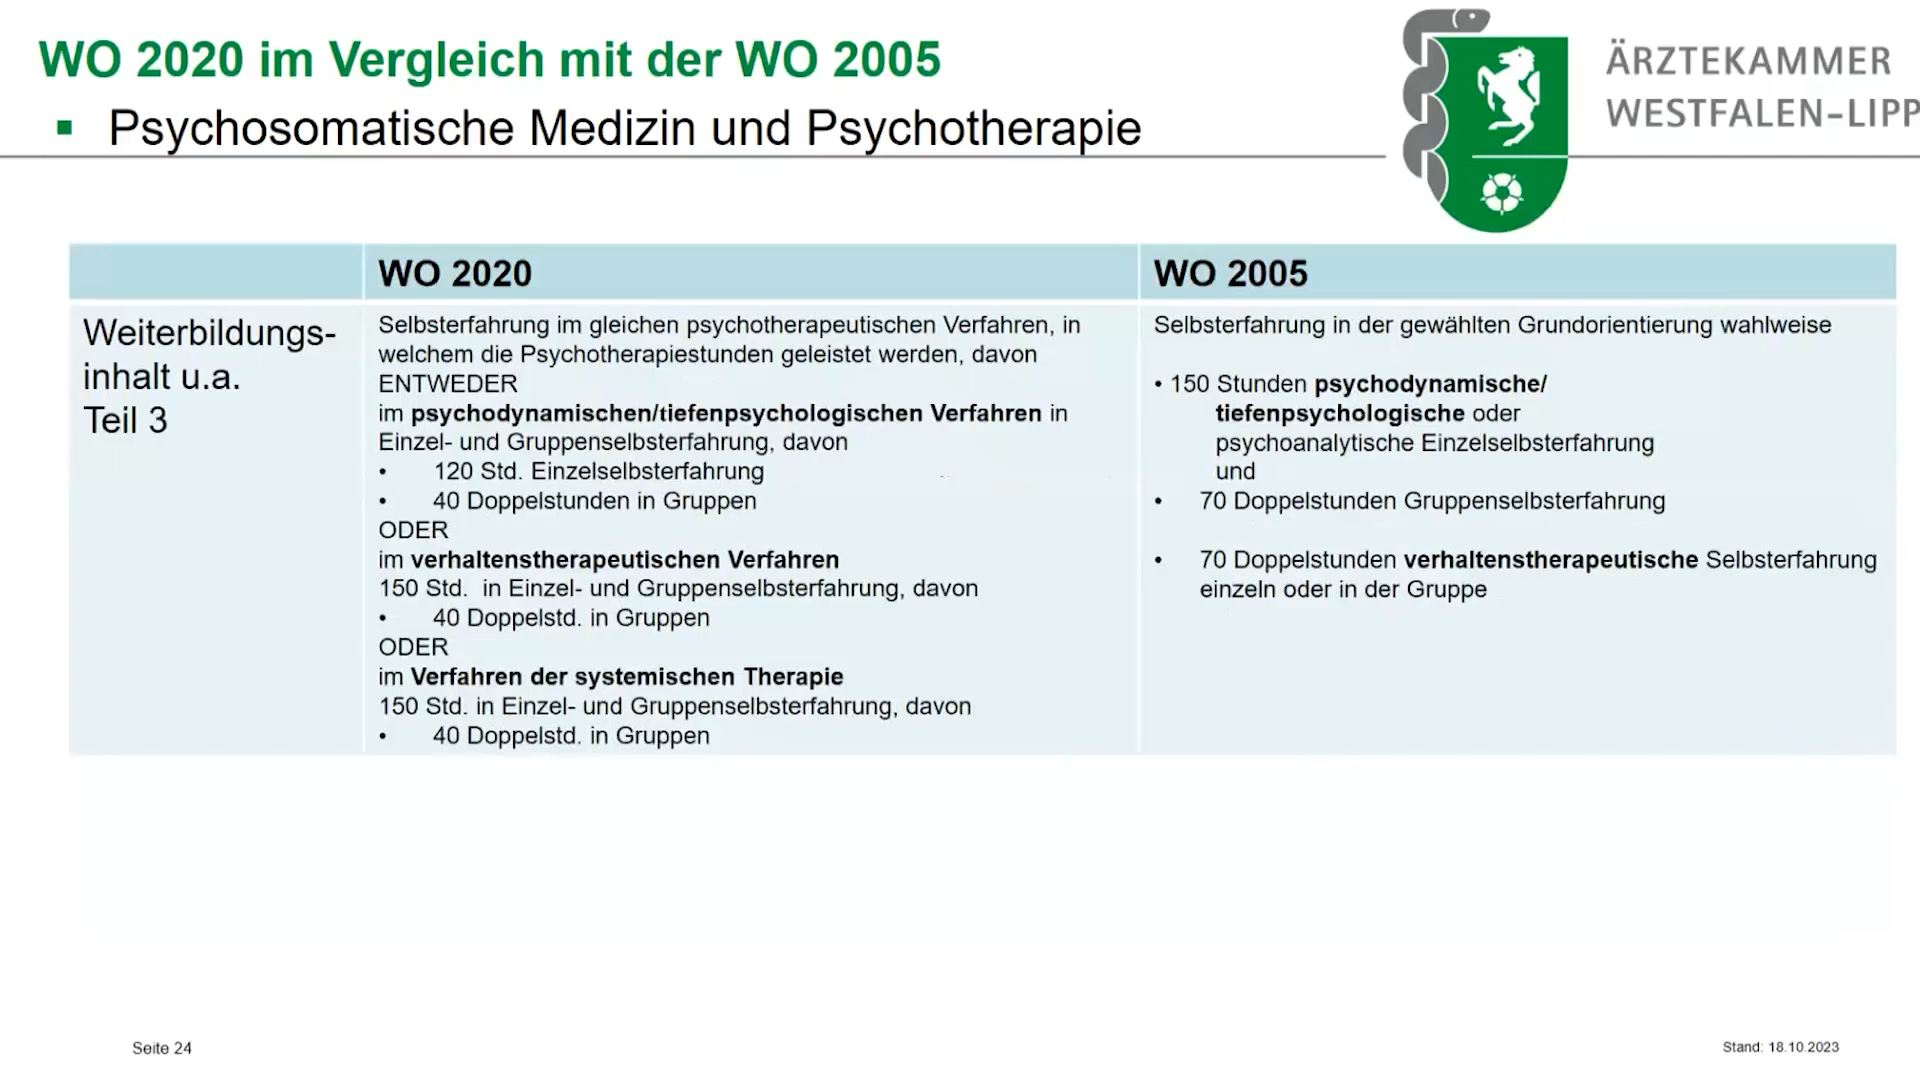 WO 2020 im Vergleich mit der WO 2005
▪ Psychosomatische Medizin und Psychotherapie
ÄRZTEKAMMER
WESTFALEN-LIPP
WO 2020
WO 2005
Weiterbildungs-
inhalt u.a.
Teil 3
Selbsterfahrung im gleichen psychotherapeutischen Verfahren, in
welchem die Psychotherapiestunden geleistet werden, davon
ENTWEDER
im psychodynamischen/tiefenpsychologischen Verfahren in
Einzel- und Gruppenselbsterfahrung, davon
• 120 Std. Einzelselbsterfahrung
• 40 Doppelstunden in Gruppen
ODER
im verhaltenstherapeutischen Verfahren
150 Std. in Einzel- und Gruppenselbsterfahrung, davon
• 40 Doppelstd. in Gruppen
ODER
im Verfahren der systemischen Therapie
150 Std. in Einzel- und Gruppenselbsterfahrung, davon
• 40 Doppelstd. in Gruppen
Selbsterfahrung in der gewählten Grundorientierung wahlweise
• 150 Stunden psychodynamische/
tiefenpsychologische oder
psychoanalytische Einzelselbsterfahrung
und
• 70 Doppelstunden Gruppenselbsterfahrung
• 70 Doppelstunden verhaltenstherapeutische Selbsterfahrung
einzeln oder in der Gruppe
Seite 24
Stand: 18.10.2023